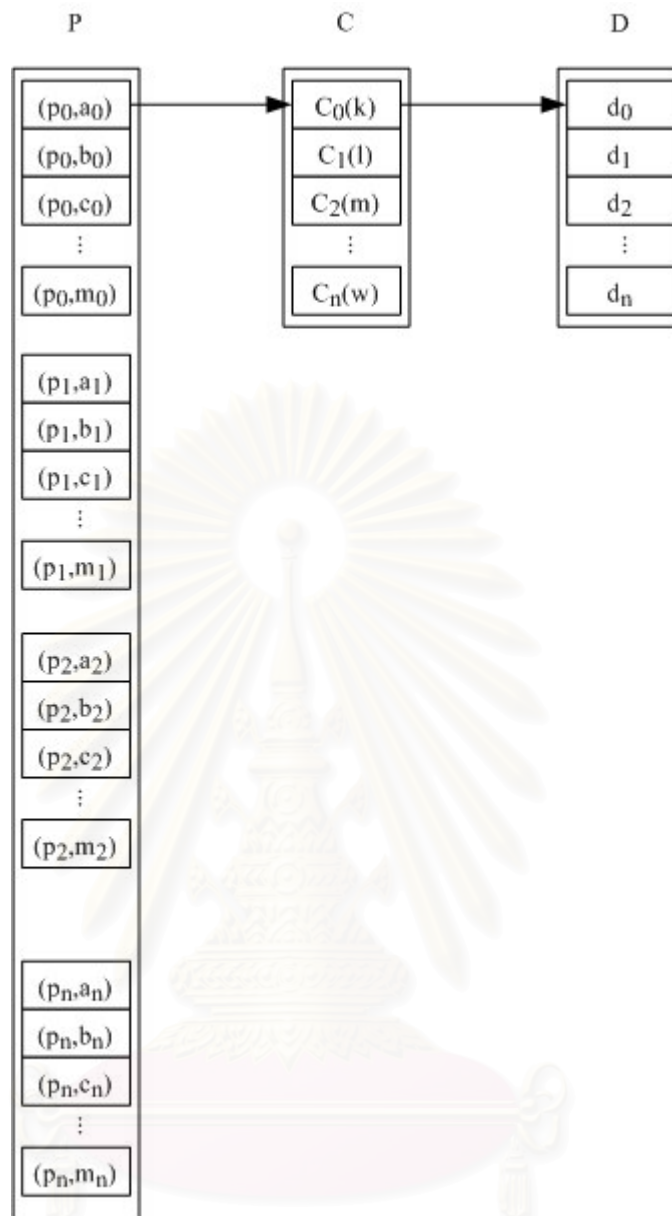 P C D
(p0,a0) C0(k) d0
(p0,b0) C1(l) d1
(p0,c0) C2(m) d2
⋮ ⋮ ⋮
(p0,m0) Cn(w) dn
(p1,a1)
(p1,b1)
(p1,c1)
⋮
(p1,m1)
(p2,a2)
(p2,b2)
(p2,c2)
⋮
(p2,m2)
(pn,an)
(pn,bn)
(pn,cn)
⋮
(pn,mn)